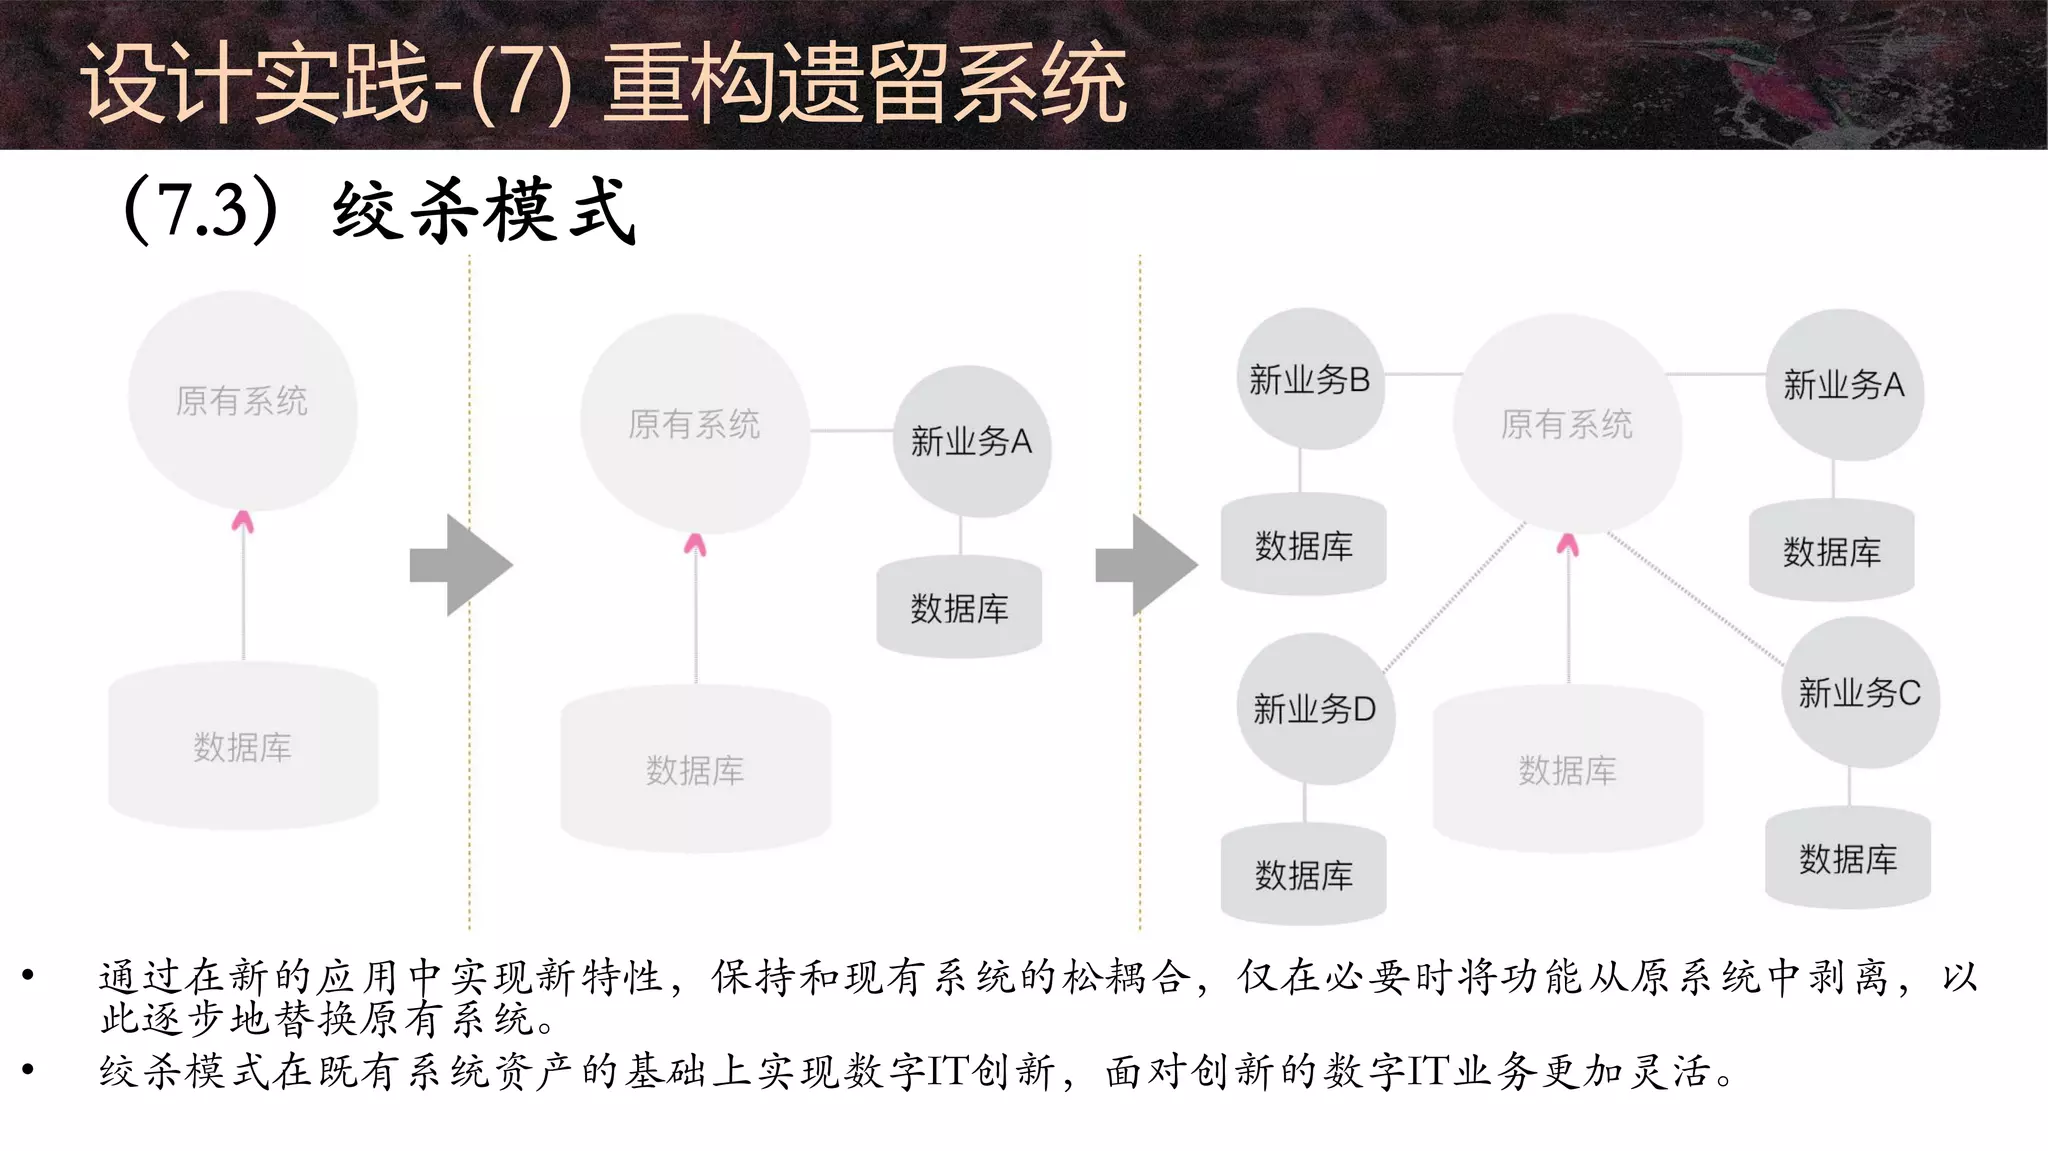 设计实践-(7) 重构遗留系统
（7.3）绞杀模式
原有系统
数据库
原有系统
新业务A
数据库
数据库
新业务B
原有系统
新业务A
数据库
数据库
新业务D
新业务C
数据库
数据库
数据库
• 通过在新的应用中实现新特性，保持和现有系统的松耦合，仅在必要时将功能从原系统中剥离，以
此逐步地替换原有系统。
• 绞杀模式在既有系统资产的基础上实现数字IT创新，面对创新的数字IT业务更加灵活。